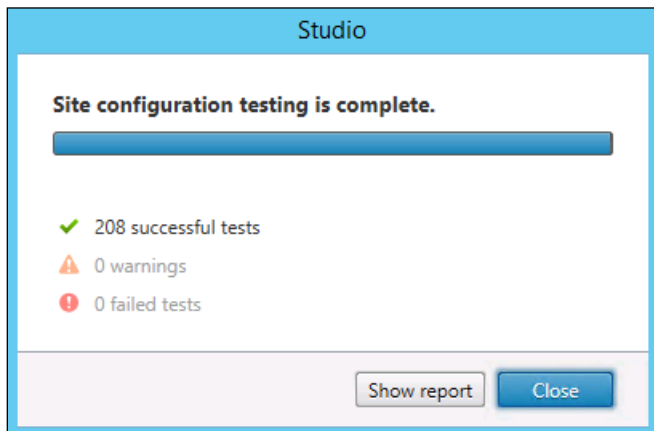 Studio
Site configuration testing is complete.
208 successful tests
0 warnings
0 failed tests
Show report Close